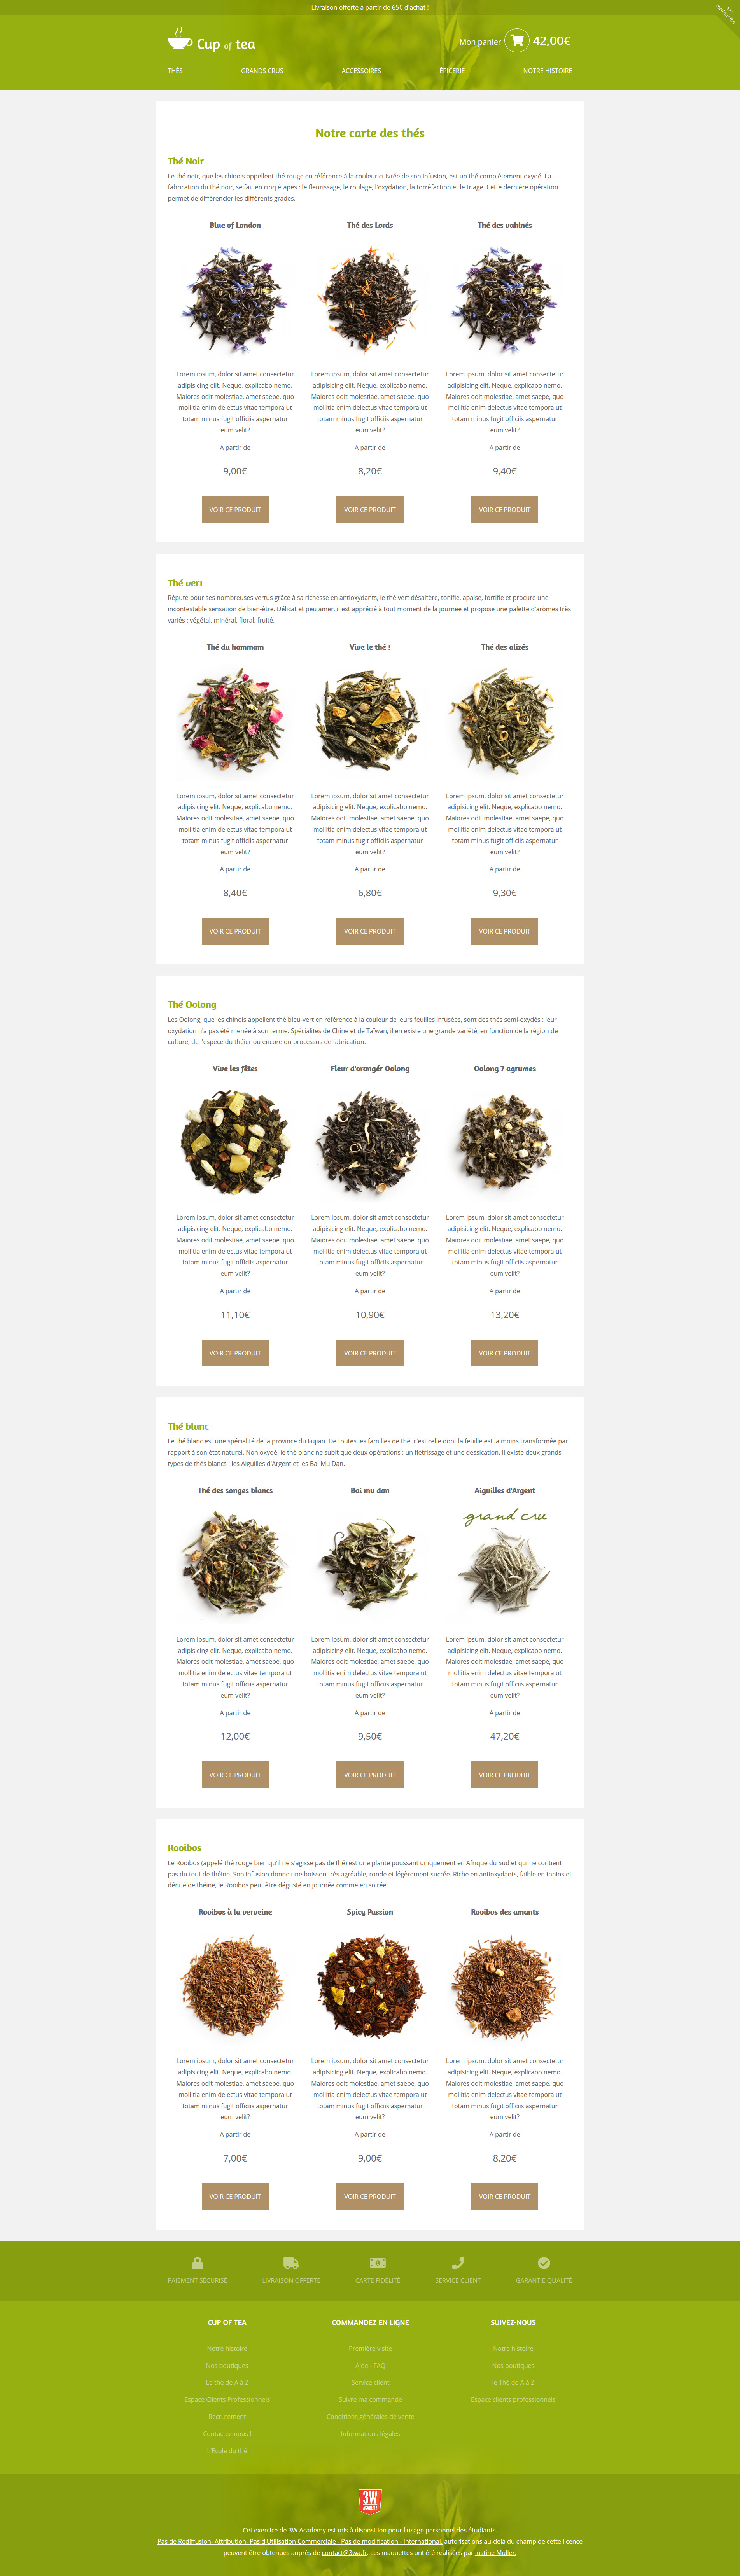 Livraison offerte à partir de 65€ d'achat !
Élu
meilleur thé
Cup of tea
Mon panier 42,00€
THÉS GRANDS CRUS ACCESSOIRES ÉPICERIE NOTRE HISTOIRE
Notre carte des thés
Thé Noir
Le thé noir, que les chinois appellent thé rouge en référence à la couleur cuivrée de son infusion, est un thé complètement oxydé. La
fabrication du thé noir, se fait en cinq étapes : le fleurissage, le roulage, l'oxydation, la torréfaction et le triage. Cette dernière opération
permet de différencier les différents grades.
Blue of London Thé des Lords Thé des vahinés
Lorem ipsum, dolor sit amet consectetur Lorem ipsum, dolor sit amet consectetur Lorem ipsum, dolor sit amet consectetur
adipisicing elit. Neque, explicabo nemo. adipisicing elit. Neque, explicabo nemo. adipisicing elit. Neque, explicabo nemo.
Maiores odit molestiae, amet saepe, quo Maiores odit molestiae, amet saepe, quo Maiores odit molestiae, amet saepe, quo
mollitia enim delectus vitae tempora ut mollitia enim delectus vitae tempora ut mollitia enim delectus vitae tempora ut
totam minus fugit officiis aspernatur totam minus fugit officiis aspernatur totam minus fugit officiis aspernatur
eum velit? eum velit? eum velit?
A partir de A partir de A partir de
9,00€ 8,20€ 9,40€
VOIR CE PRODUIT VOIR CE PRODUIT VOIR CE PRODUIT
Thé vert
Réputé pour ses nombreuses vertus grâce à sa richesse en antioxydants, le thé vert désaltère, tonifie, apaise, fortifie et procure une
incontestable sensation de bien-être. Délicat et peu amer, il est apprécié à tout moment de la journée et propose une palette d'arômes très
variés : végétal, minéral, floral, fruité.
Thé du hammam Vive le thé ! Thé des alizés
Lorem ipsum, dolor sit amet consectetur Lorem ipsum, dolor sit amet consectetur Lorem ipsum, dolor sit amet consectetur
adipisicing elit. Neque, explicabo nemo. adipisicing elit. Neque, explicabo nemo. adipisicing elit. Neque, explicabo nemo.
Maiores odit molestiae, amet saepe, quo Maiores odit molestiae, amet saepe, quo Maiores odit molestiae, amet saepe, quo
mollitia enim delectus vitae tempora ut mollitia enim delectus vitae tempora ut mollitia enim delectus vitae tempora ut
totam minus fugit officiis aspernatur totam minus fugit officiis aspernatur totam minus fugit officiis aspernatur
eum velit? eum velit? eum velit?
A partir de A partir de A partir de
8,40€ 6,80€ 9,30€
VOIR CE PRODUIT VOIR CE PRODUIT VOIR CE PRODUIT
Thé Oolong
Les Oolong, que les chinois appellent thé bleu-vert en référence à la couleur de leurs feuilles infusées, sont des thés semi-oxydés : leur
oxydation n'a pas été menée à son terme. Spécialités de Chine et de Taïwan, il en existe une grande variété, en fonction de la région de
culture, de l'espèce du théier ou encore du processus de fabrication.
Vive les fêtes Fleur d'oranger Oolong Oolong 7 agrumes
Lorem ipsum, dolor sit amet consectetur Lorem ipsum, dolor sit amet consectetur Lorem ipsum, dolor sit amet consectetur
adipisicing elit. Neque, explicabo nemo. adipisicing elit. Neque, explicabo nemo. adipisicing elit. Neque, explicabo nemo.
Maiores odit molestiae, amet saepe, quo Maiores odit molestiae, amet saepe, quo Maiores odit molestiae, amet saepe, quo
mollitia enim delectus vitae tempora ut mollitia enim delectus vitae tempora ut mollitia enim delectus vitae tempora ut
totam minus fugit officiis aspernatur totam minus fugit officiis aspernatur totam minus fugit officiis aspernatur
eum velit? eum velit? eum velit?
A partir de A partir de A partir de
11,10€ 10,90€ 13,20€
VOIR CE PRODUIT VOIR CE PRODUIT VOIR CE PRODUIT
Thé blanc
Le thé blanc est une spécialité de la province du Fujian. De toutes les familles de thé, c'est celle dont la feuille est la moins transformée par
rapport à son état naturel. Non oxydé, le thé blanc ne subit que deux opérations : un flétrissage et une dessication. Il existe deux grands
types de thés blancs : les Aiguilles d'Argent et les Bai Mu Dan.
Thé des songes blancs Bai mu dan Aiguilles d'Argent
grand cru
Lorem ipsum, dolor sit amet consectetur Lorem ipsum, dolor sit amet consectetur Lorem ipsum, dolor sit amet consectetur
adipisicing elit. Neque, explicabo nemo. adipisicing elit. Neque, explicabo nemo. adipisicing elit. Neque, explicabo nemo.
Maiores odit molestiae, amet saepe, quo Maiores odit molestiae, amet saepe, quo Maiores odit molestiae, amet saepe, quo
mollitia enim delectus vitae tempora ut mollitia enim delectus vitae tempora ut mollitia enim delectus vitae tempora ut
totam minus fugit officiis aspernatur totam minus fugit officiis aspernatur totam minus fugit officiis aspernatur
eum velit? eum velit? eum velit?
A partir de A partir de A partir de
12,00€ 9,50€ 47,20€
VOIR CE PRODUIT VOIR CE PRODUIT VOIR CE PRODUIT
Rooibos
Le Rooibos (appelé thé rouge bien qu'il ne s'agisse pas de thé) est une plante poussant uniquement en Afrique du Sud et qui ne contient
pas du tout de théine. Son infusion donne une boisson très agréable, ronde et légèrement sucrée. Riche en antioxydants, faible en tanins et
dénué de théine, le Rooibos peut être dégusté en journée comme en soirée.
Rooibos à la verveine Spicy Passion Rooibos des amants
Lorem ipsum, dolor sit amet consectetur Lorem ipsum, dolor sit amet consectetur Lorem ipsum, dolor sit amet consectetur
adipisicing elit. Neque, explicabo nemo. adipisicing elit. Neque, explicabo nemo. adipisicing elit. Neque, explicabo nemo.
Maiores odit molestiae, amet saepe, quo Maiores odit molestiae, amet saepe, quo Maiores odit molestiae, amet saepe, quo
mollitia enim delectus vitae tempora ut mollitia enim delectus vitae tempora ut mollitia enim delectus vitae tempora ut
totam minus fugit officiis aspernatur totam minus fugit officiis aspernatur totam minus fugit officiis aspernatur
eum velit? eum velit? eum velit?
A partir de A partir de A partir de
7,00€ 9,00€ 8,20€
VOIR CE PRODUIT VOIR CE PRODUIT VOIR CE PRODUIT
PAIEMENT SÉCURISÉ LIVRAISON OFFERTE CARTE FIDÉLITÉ SERVICE CLIENT GARANTIE QUALITÉ
CUP OF TEA COMMANDEZ EN LIGNE SUIVEZ-NOUS
Notre histoire Première visite Notre histoire
Nos boutiques Aide - FAQ Nos boutiques
Le thé de A à Z Service client le Thé de A à Z
Espace Clients Professionnels Suivre ma commande Espace clients professionnels
Recrutement Conditions générales de vente
Contactez-nous ! Informations légales
L'Ecole du thé
3W
ACADEMY
Cet exercice de 3W Academy est mis à disposition pour l'usage personnel des étudiants.
Pas de Rediffusion- Attribution- Pas d'Utilisation Commerciale - Pas de modification - International. autorisations au-delà du champ de cette licence
peuvent être obtenues auprès de contact@3wa.fr. Les maquettes ont été réalisées par Justine Muller.